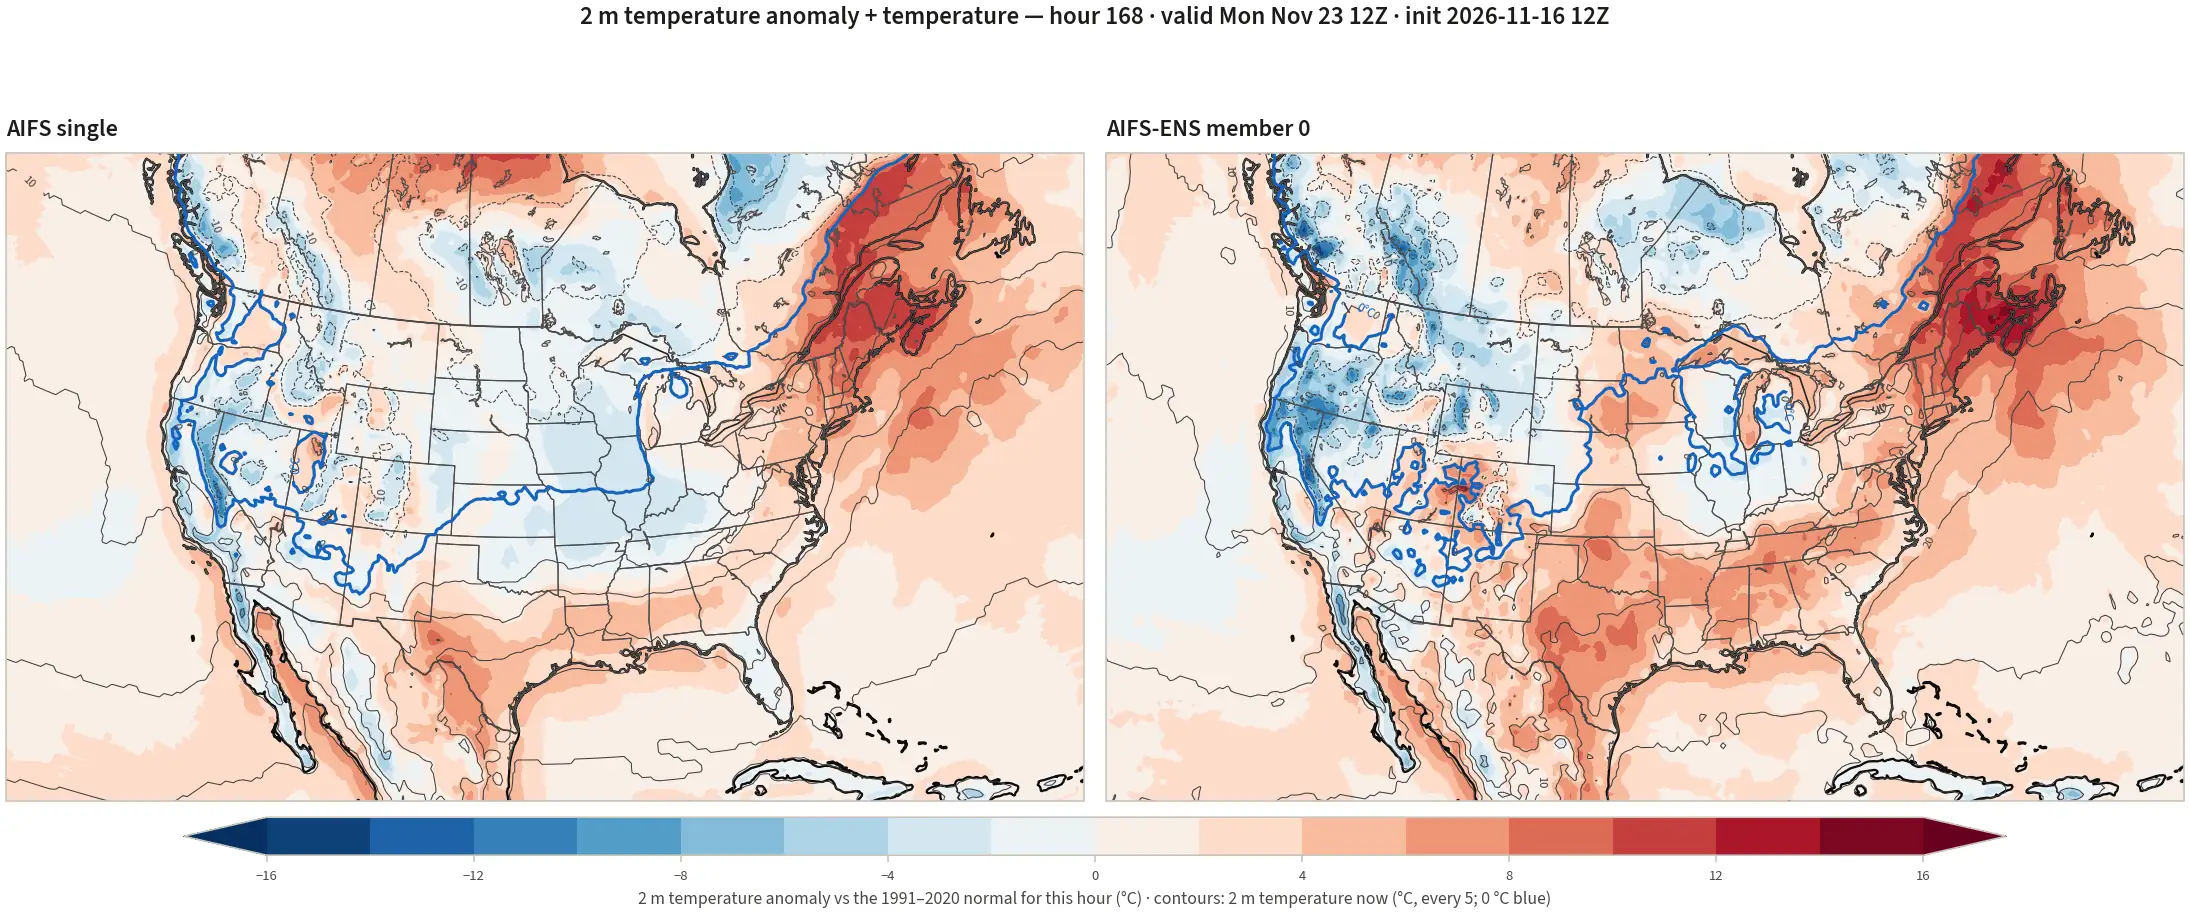 2 m temperature anomaly + temperature — hour 168 · valid Mon Nov 23 12Z · init 2026-11-16 12Z
AIFS single
AIFS-ENS member 0
−16 −12 −8 −4 0 4 8 12 16
2 m temperature anomaly vs the 1991–2020 normal for this hour (°C) · contours: 2 m temperature now (°C, every 5; 0 °C blue)